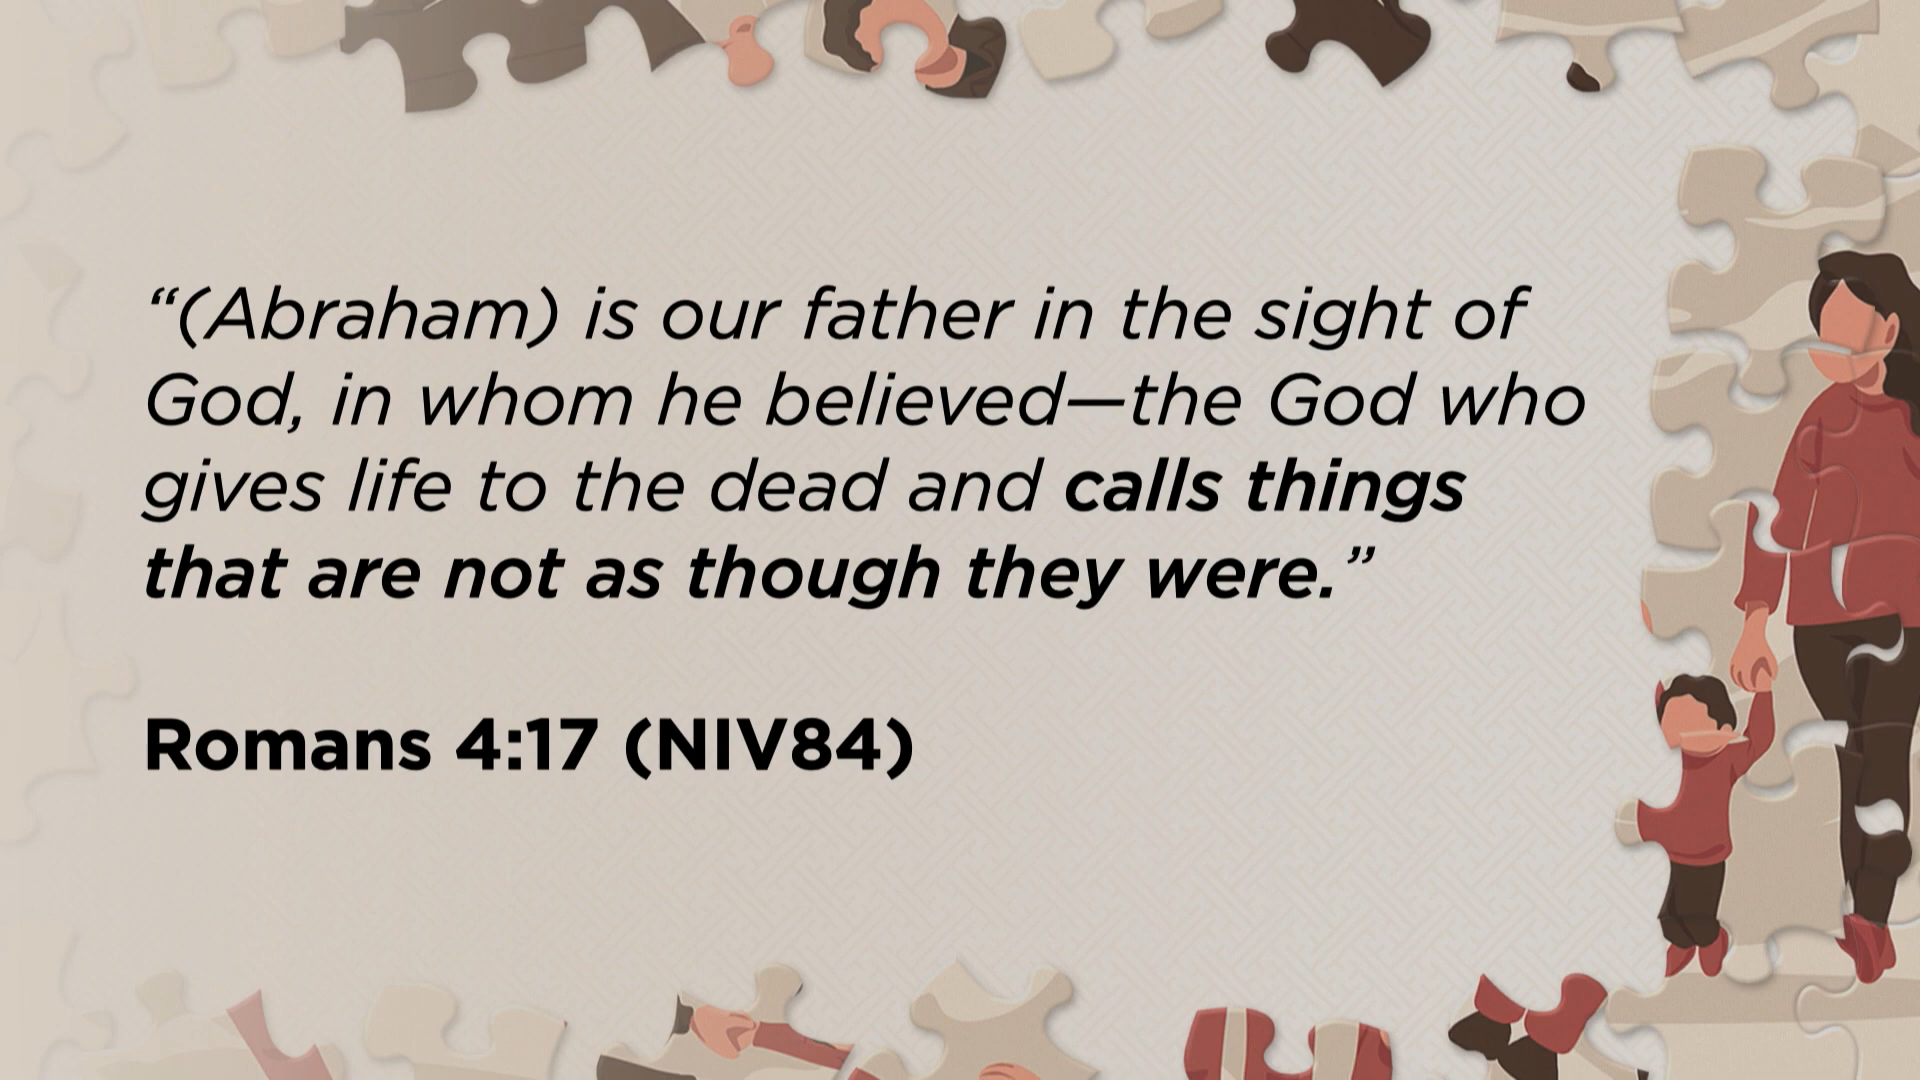 “(Abraham) is our father in the sight of
God, in whom he believed—the God who
gives life to the dead and calls things
that are not as though they were.”
Romans 4:17 (NIV84)